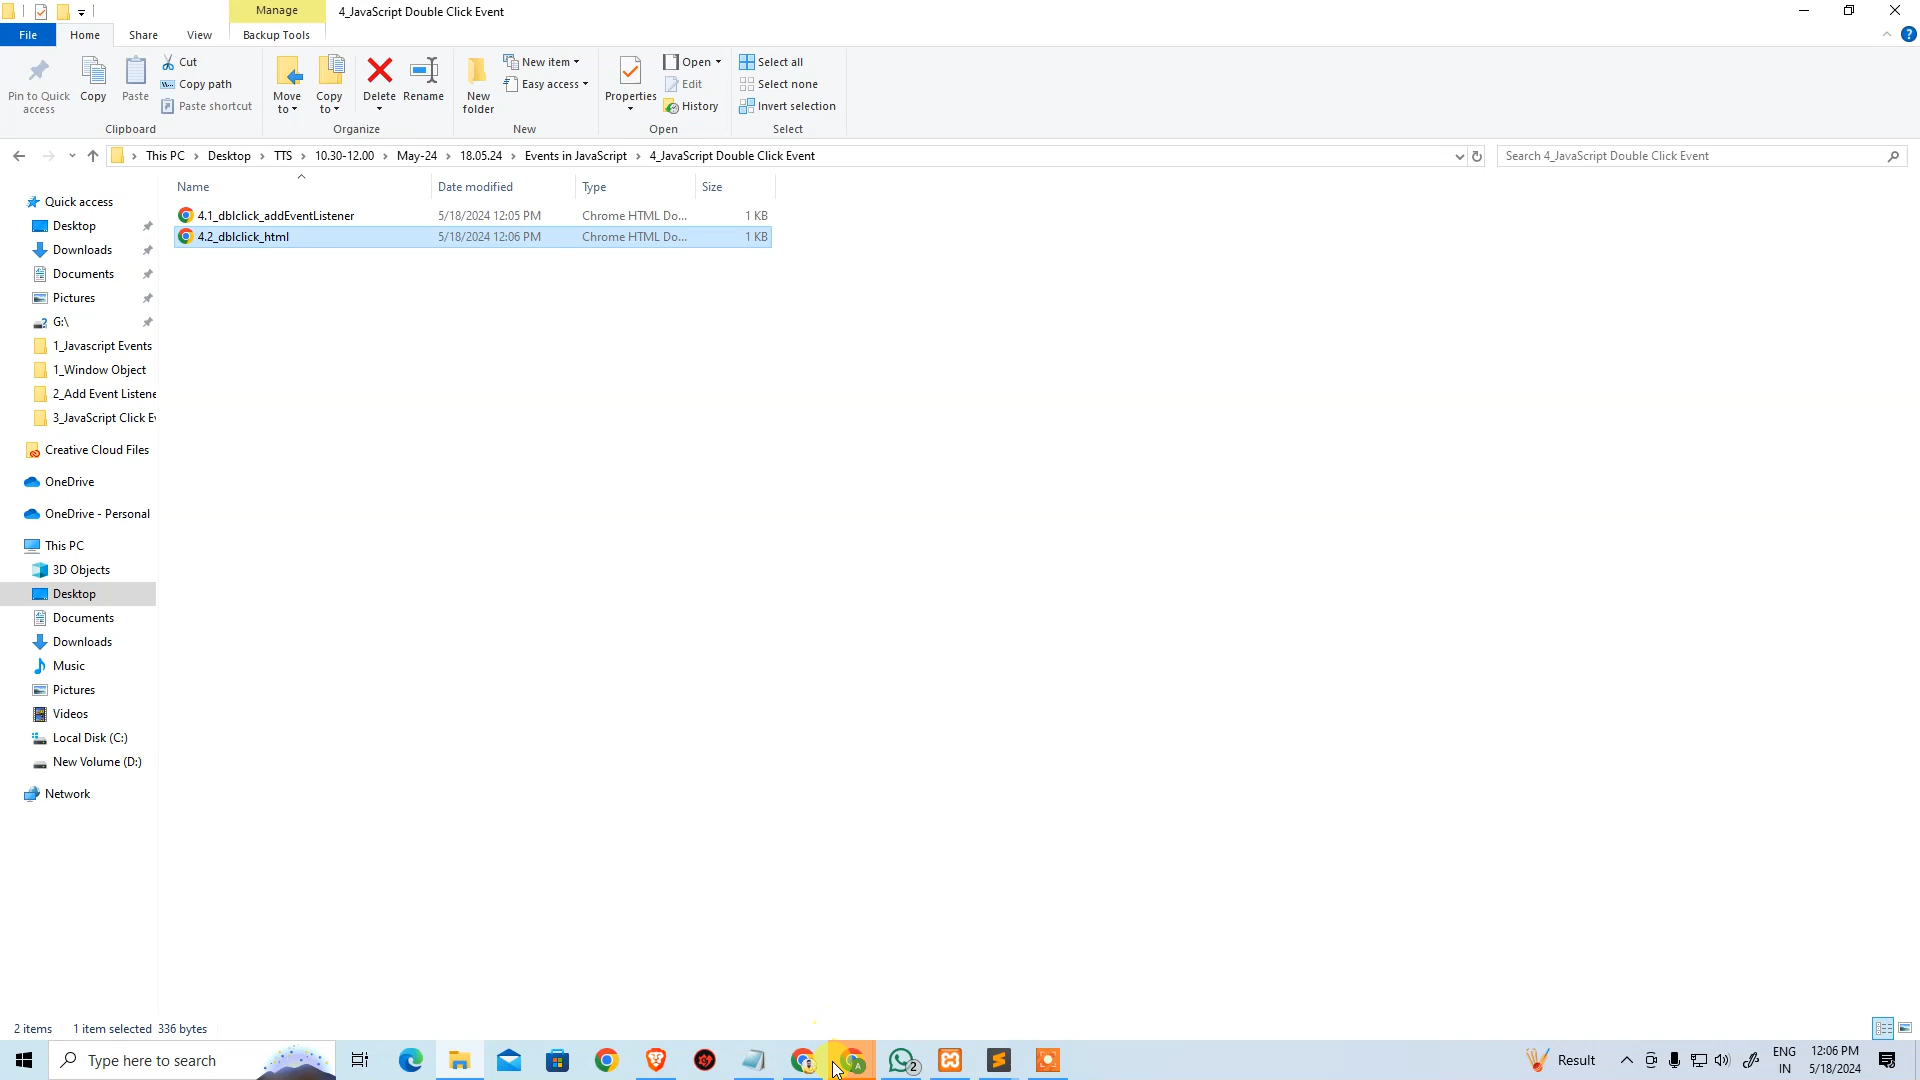 Manage
4_JavaScript Double Click Event
File
Home
Share
View
Backup Tools
Pin to Quick access
Copy
Paste
Cut
Copy path
Paste shortcut
Clipboard
Move to
Copy to
Delete
Rename
Organize
New folder
New item
Easy access
New
Properties
Open
Edit
History
Open
Select all
Select none
Invert selection
Select
This PC > Desktop > TTS > 10.30-12.00 > May-24 > 18.05.24 > Events in JavaScript > 4_JavaScript Double Click Event
Search 4_JavaScript Double Click Event
Name Date modified Type Size
4.1_dblclick_addEventListener 5/18/2024 12:05 PM Chrome HTML Do... 1 KB
4.2_dblclick_html 5/18/2024 12:06 PM Chrome HTML Do... 1 KB
Quick access
Desktop
Downloads
Documents
Pictures
G:\
1_Javascript Events
1_Window Object
2_Add Event Listene
3_JavaScript Click Ev
Creative Cloud Files
OneDrive
OneDrive - Personal
This PC
3D Objects
Desktop
Documents
Downloads
Music
Pictures
Videos
Local Disk (C:)
New Volume (D:)
Network
2 items 1 item selected 336 bytes
Type here to search
A
2
Result
ENG
IN
12:06 PM
5/18/2024